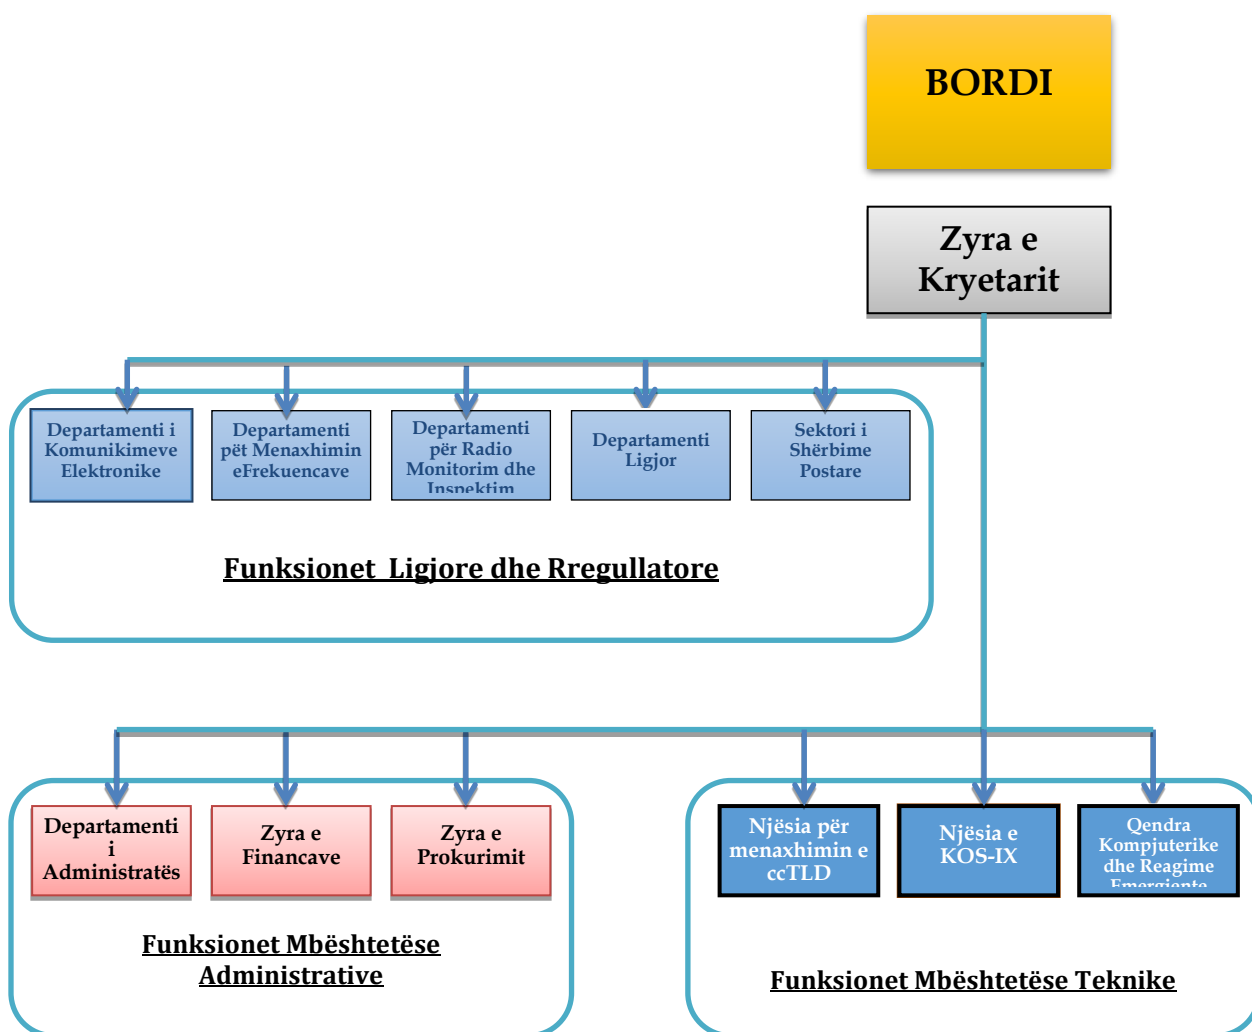 BORDI
Zyra e
Kryetarit
Departamenti i
Komunikimeve
Elektronike
Departamenti
pët Menaxhimin
eFrekuencave
Departamenti
për Radio
Monitorim dhe
Inspektim
Departamenti
Ligjor
Sektori i
Shërbime
Postare
Funksionet Ligjore dhe Rregullatore
Departamenti
i
Administratës
Zyra e
Financave
Zyra e
Prokurimit
Funksionet Mbështetëse
Administrative
Njësia për
menaxhimin e
ccTLD
Njësia e
KOS-IX
Qendra
Kompjuterike
dhe Reagime
Emergjente
Funksionet Mbështetëse Teknike